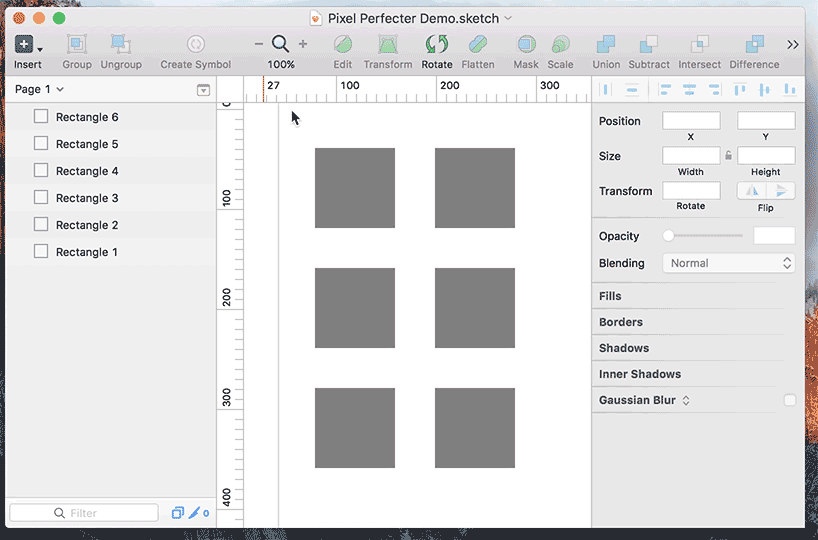 Pixel Perfecter Demo.sketch
Insert Group Ungroup Create Symbol 100% Edit Transform Rotate Flatten Mask Scale Union Subtract Intersect Difference
Page 1
27 100 200 300
Rectangle 6
Rectangle 5
Rectangle 4
Rectangle 3
Rectangle 2
Rectangle 1
Filter
0
0
100
200
300
400
Position
X Y
Size
Width Height
Transform
Rotate Flip
Opacity
Blending Normal
Fills
Borders
Shadows
Inner Shadows
Gaussian Blur